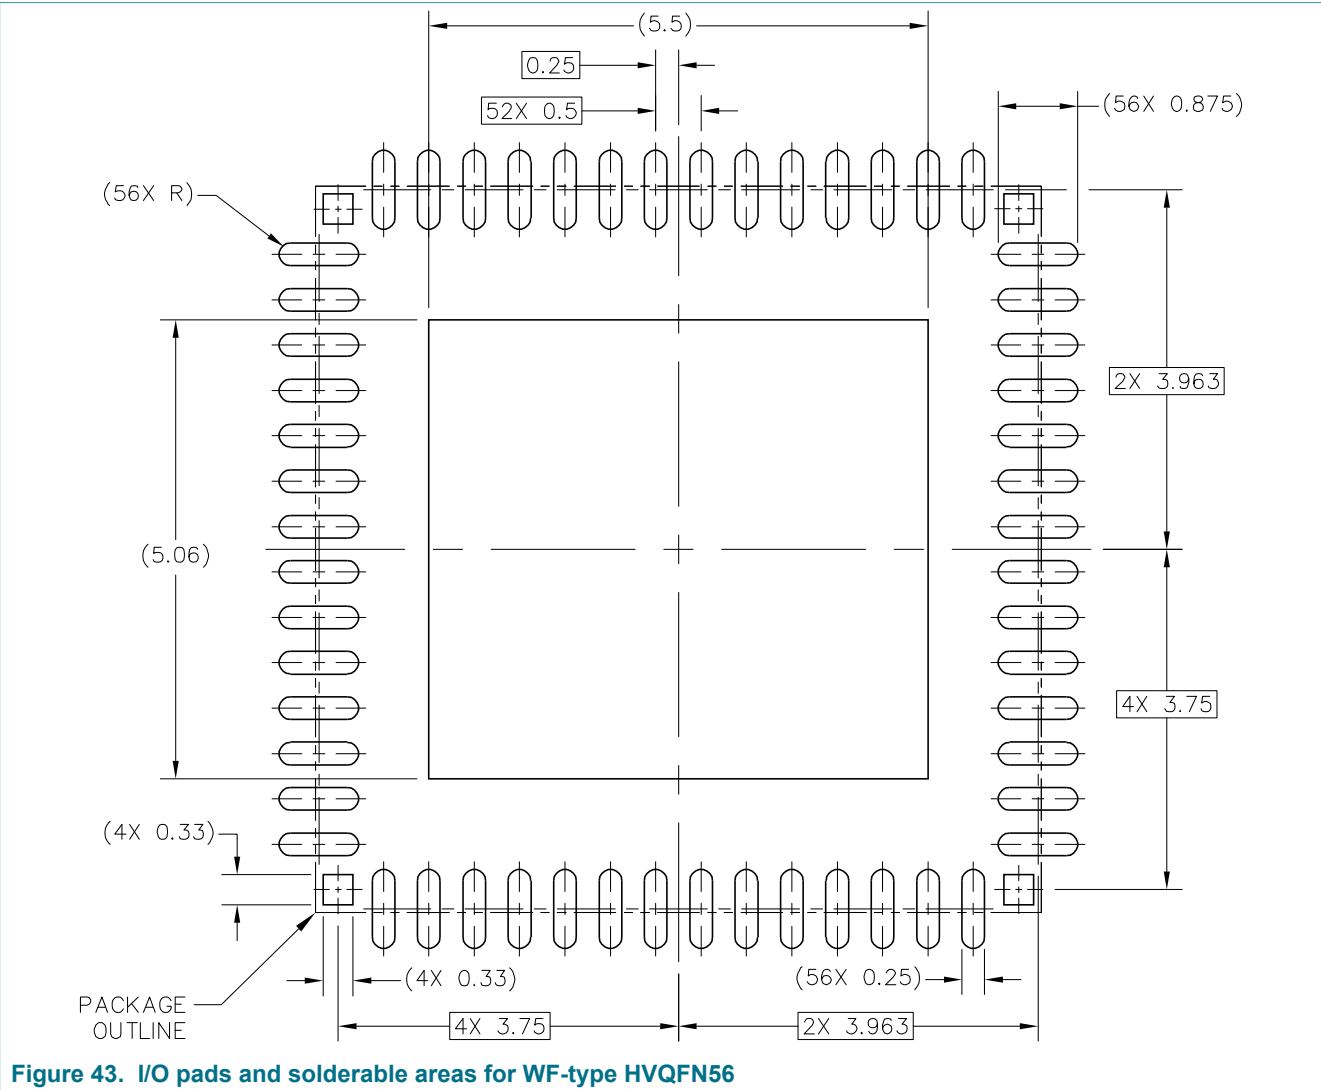 (5.5)
0.25
52X 0.5
(56X 0.875)
(56X R)
2X 3.963
(5.06)
4X 3.75
(4X 0.33)
(4X 0.33)
(56X 0.25)
PACKAGE
OUTLINE
4X 3.75
2X 3.963
Figure 43. I/O pads and solderable areas for WF-type HVQFN56